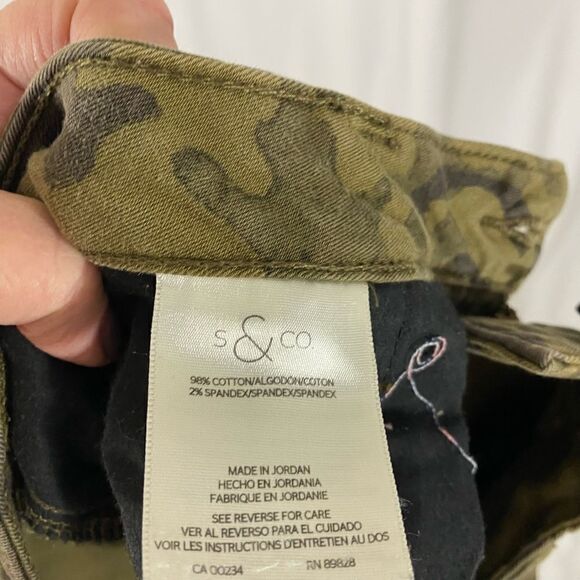 S & CO
98% COTTON/ALGODÓN/COTON
2% SPANDEX/SPANDEX/SPANDEX
MADE IN JORDAN
HECHO EN JORDANIA
FABRIQUE EN JORDANIE
SEE REVERSE FOR CARE
VER AL REVERSO PARA EL CUIDADO
VOIR LES INSTRUCTIONS D'ENTRETIEN AU DOS
CA 00234 RN 89828